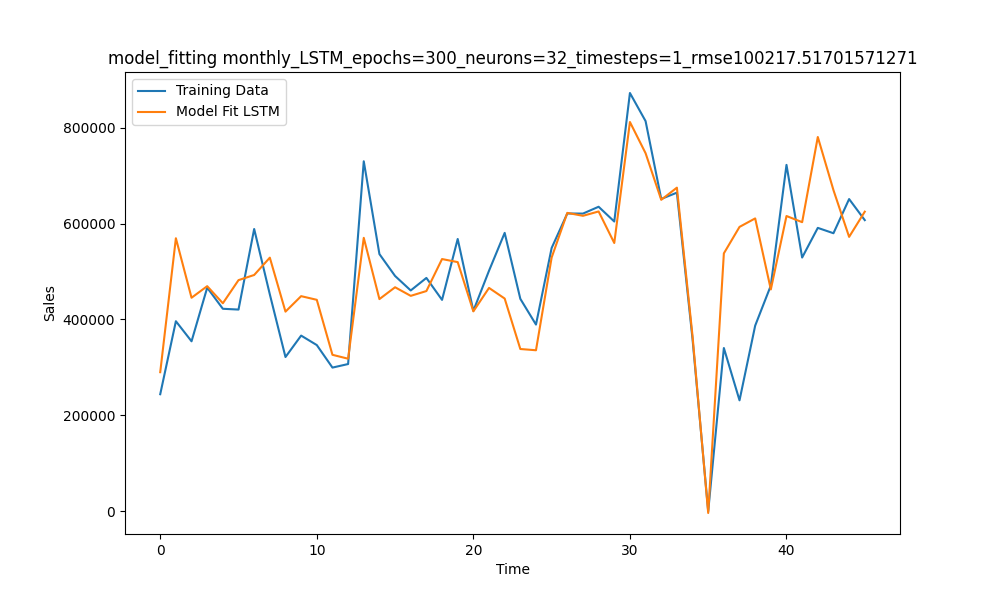 model_fitting monthly_LSTM_epochs=300_neurons=32_timesteps=1_rmse100217.51701571271
Training Data
Model Fit LSTM
800000
600000
400000
200000
0
Sales
0 10 20 30 40
Time